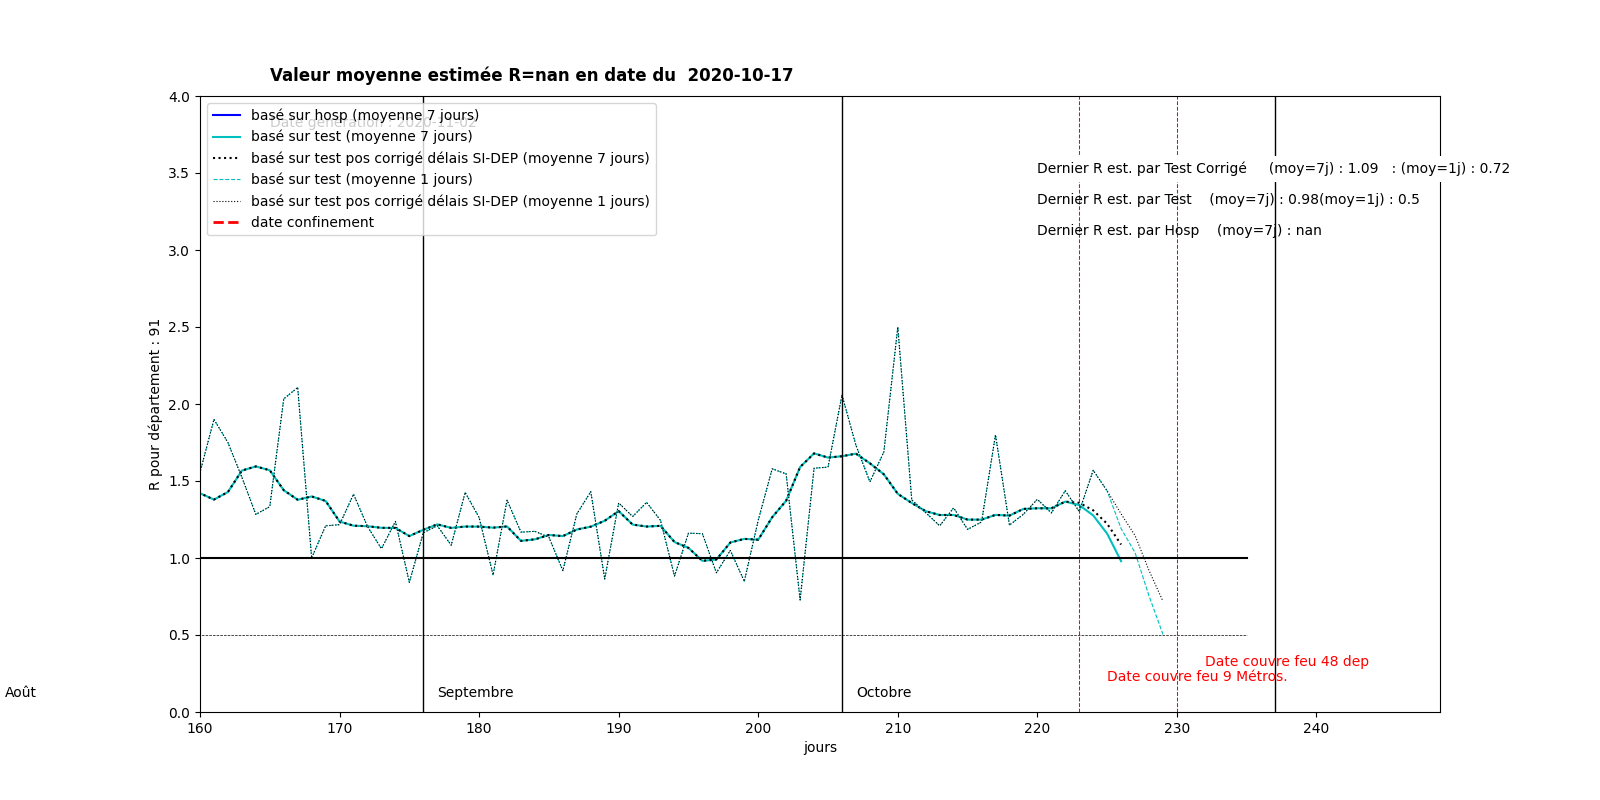 Valeur moyenne estimée R=nan en date du  2020-10-17
Date génération : 2020-11-02
basé sur hosp (moyenne 7 jours)
basé sur test (moyenne 7 jours)
basé sur test pos corrigé délais SI-DEP (moyenne 7 jours)
basé sur test (moyenne 1 jours)
basé sur test pos corrigé délais SI-DEP (moyenne 1 jours)
date confinement
Dernier R est. par Test Corrigé     (moy=7j) : 1.09   : (moy=1j) : 0.72
Dernier R est. par Test    (moy=7j) : 0.98(moy=1j) : 0.5
Dernier R est. par Hosp    (moy=7j) : nan
R pour département : 91
4.0
3.5
3.0
2.5
2.0
1.5
1.0
0.5
0.0
Date couvre feu 48 dep
Date couvre feu 9 Métros.
Août
Septembre
Octobre
160 170 180 190 200 210 220 230 240
jours